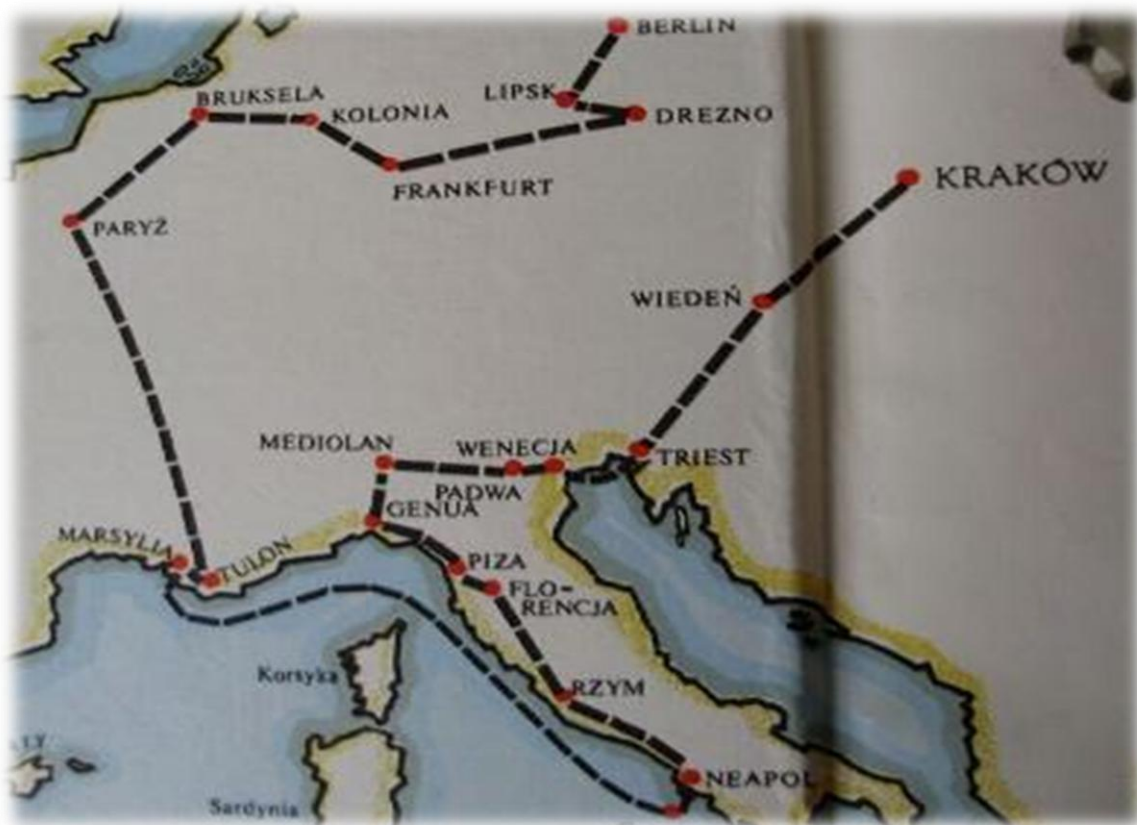 BERLIN
LIPSK
DREZNO
BRUKSELA
KOLONIA
FRANKFURT
KRAKÓW
PARYŻ
WIEDEŃ
MEDIOLAN
WENECJA
TRIEST
PADWA
GENUA
MARSYLIA
TULON
PIZA
FLO-
RENCJA
Korsyka
RZYM
NEAPOL
Sardynia